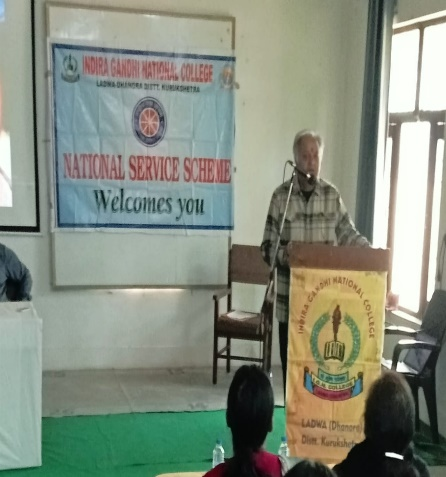 INDIRA GANDHI NATIONAL COLLEGE
LADWA-DHANORA DISTT. KURUKSHETRA
NATIONAL SERVICE SCHEME
Welcomes you
INDIRA GANDHI NATIONAL COLLEGE
LADWA (Dhanora)
Distt. Kurukshetra